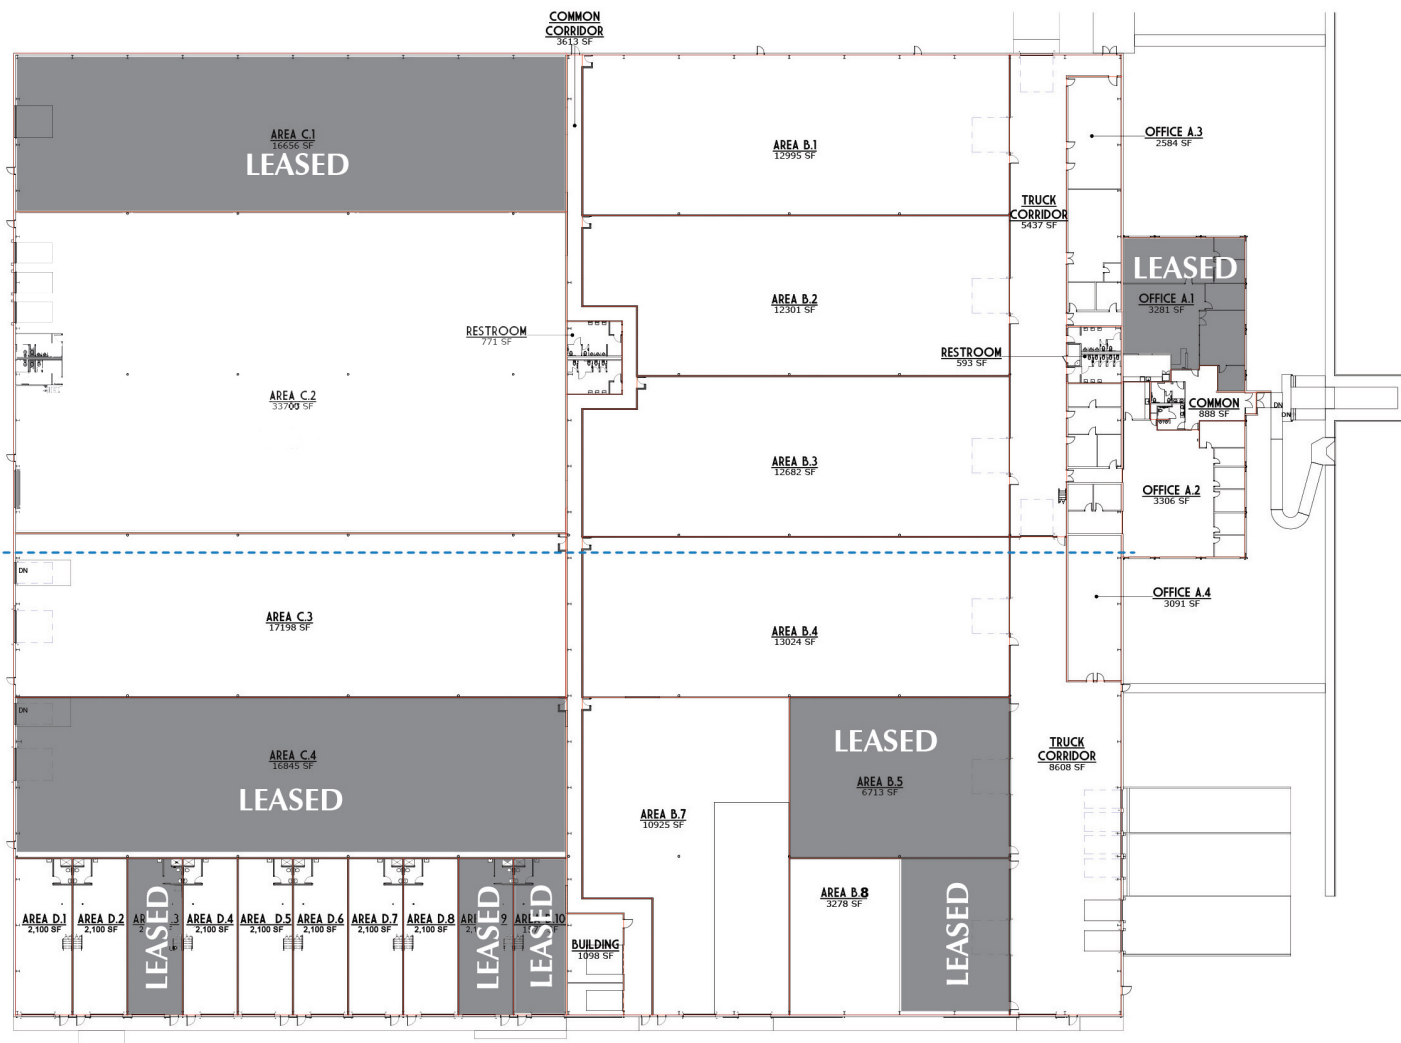 COMMON
CORRIDOR
3613 SF
AREA C.1
16656 SF
LEASED
AREA B.1
12995 SF
OFFICE A.3
2584 SF
TRUCK
CORRIDOR
5437 SF
LEASED
OFFICE A.1
3281 SF
AREA B.2
12301 SF
RESTROOM
771 SF
RESTROOM
593 SF
AREA C.2
SF
COMMON
888 SF
DN
DN
AREA B.3
12682 SF
OFFICE A.2
3306 SF
DN
AREA C.3
17198 SF
AREA B.4
13024 SF
OFFICE A.4
3091 SF
DN
AREA C.4
16845 SF
LEASED
LEASED
AREA B.5
6713 SF
TRUCK
CORRIDOR
8608 SF
AREA B.7
10925 SF
AREA B.8
3278 SF
LEASED
AREA D.1
2,100 SF
AREA D.2
2,100 SF
LEASED
AREA D.4
2,100 SF
AREA D.5
2,100 SF
AREA D.6
2,100 SF
AREA D.7
2,100 SF
AREA D.8
2,100 SF
LEASED
LEASED
BUILDING
1098 SF